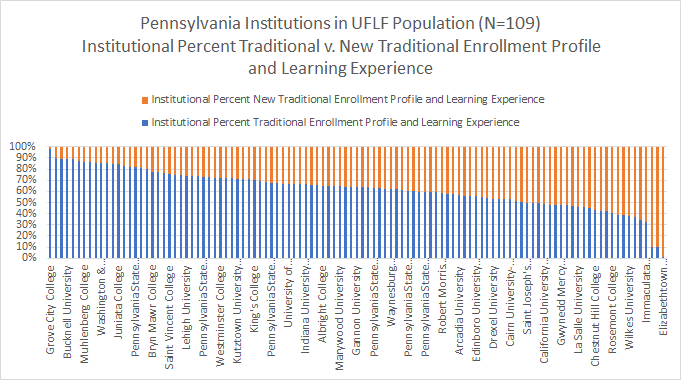 Pennsylvania Institutions in UFLF Population (N=109)
Institutional Percent Traditional v. New Traditional Enrollment Profile
and Learning Experience
Institutional Percent New Traditional Enrollment Profile and Learning Experience
Institutional Percent Traditional Enrollment Profile and Learning Experience
100%
90%
80%
70%
60%
50%
40%
30%
20%
10%
0%
Grove City College
Bucknell University
Muhlenberg College
Washington &...
Juniata College
Pennsylvania State...
Bryn Mawr College
Saint Vincent College
Lehigh University
Pennsylvania State...
Westminster College
Kutztown University...
King's College
Pennsylvania State...
University of...
Indiana University...
Albright College
Marywood University
Gannon University
Pennsylvania State...
Waynesburg...
Pennsylvania State...
Pennsylvania State...
Robert Morris...
Arcadia University
Edinboro University...
Drexel University
Cairn University-...
Saint Joseph's...
California University...
Gwynedd Mercy...
La Salle University
Chestnut Hill College
Rosemont College
Wilkes University
Immaculata...
Elizabethtown...